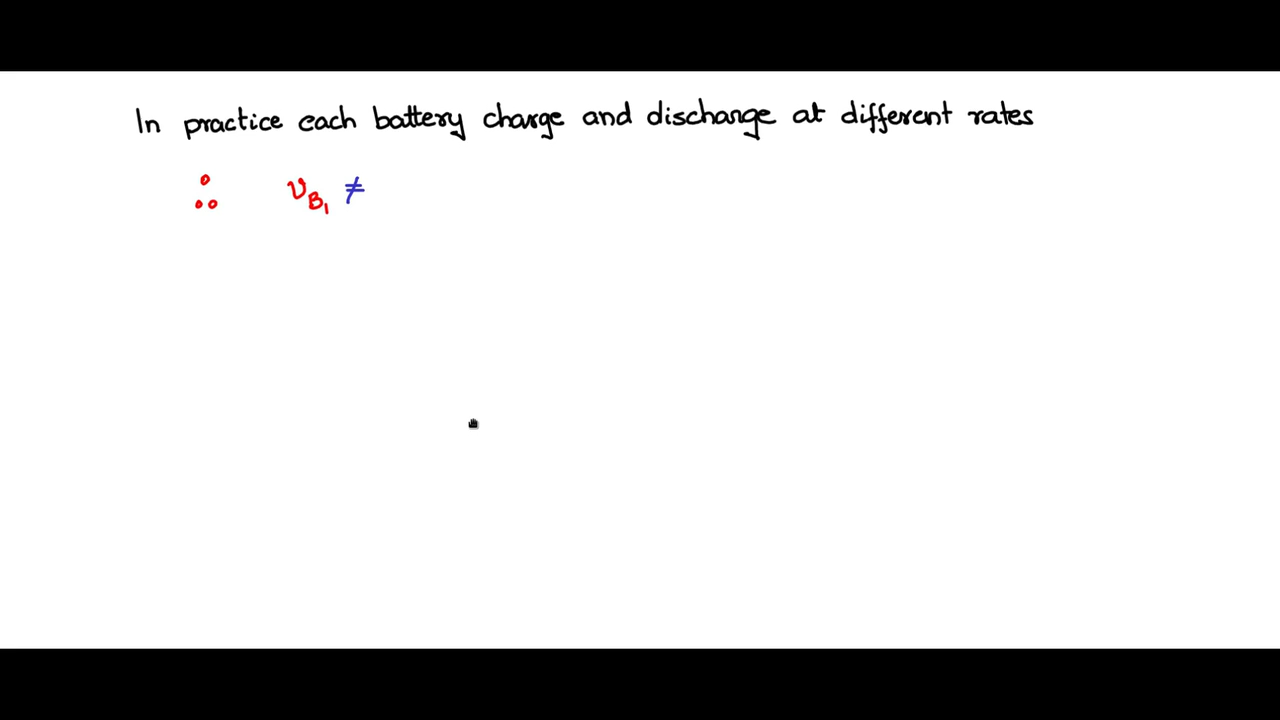 In practice each battery charge and discharge at different rates
∴ v_B₁ ≠